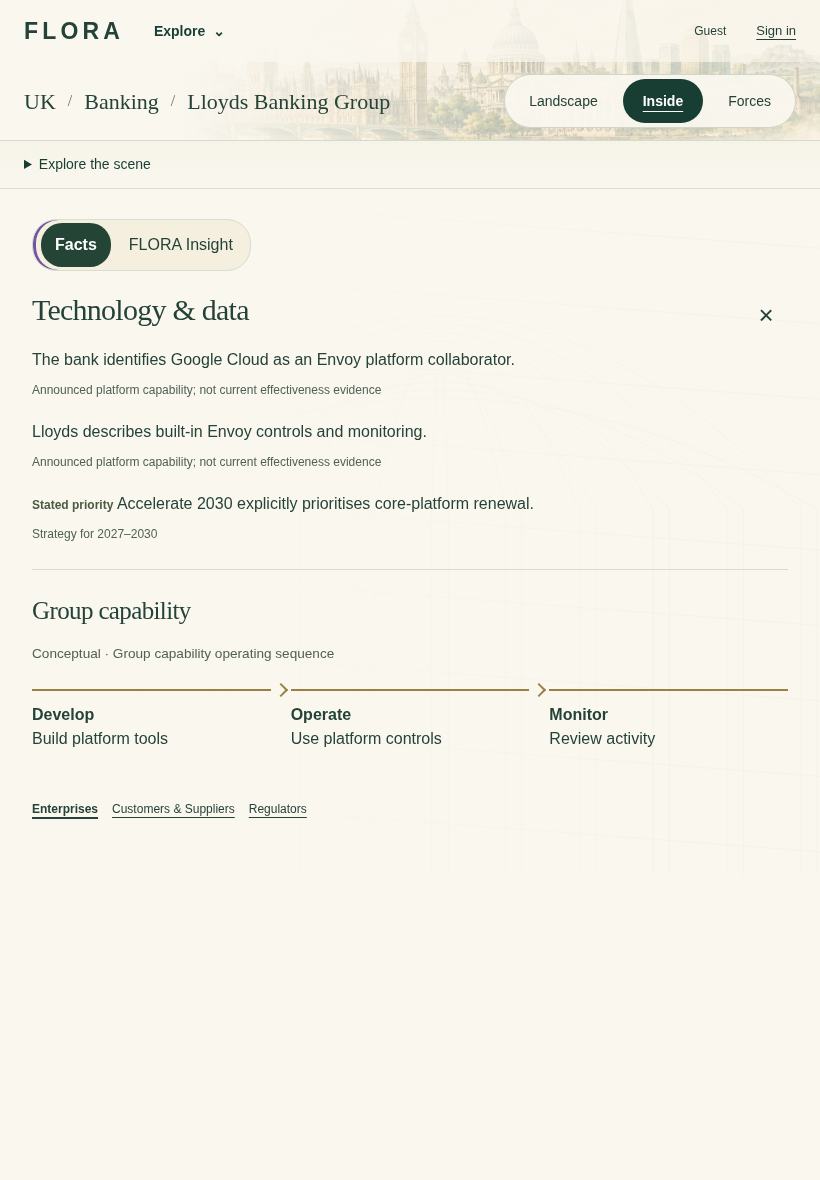 FLORA
Explore
Guest
Sign in
UK / Banking / Lloyds Banking Group
Landscape
Inside
Forces
Explore the scene
Facts
FLORA Insight
Technology & data
The bank identifies Google Cloud as an Envoy platform collaborator.
Announced platform capability; not current effectiveness evidence
Lloyds describes built-in Envoy controls and monitoring.
Announced platform capability; not current effectiveness evidence
Stated priority Accelerate 2030 explicitly prioritises core-platform renewal.
Strategy for 2027–2030
Group capability
Conceptual · Group capability operating sequence
Develop
Build platform tools
Operate
Use platform controls
Monitor
Review activity
Enterprises
Customers & Suppliers
Regulators